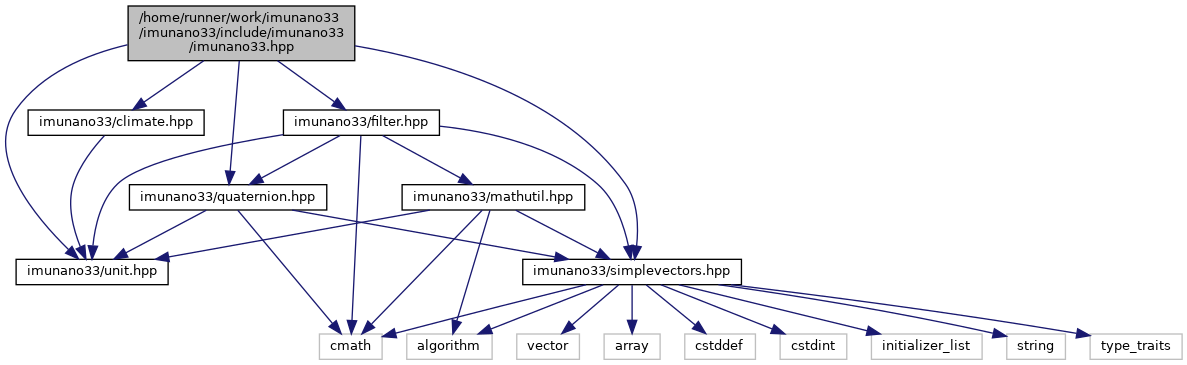 /home/runner/work/imunano33
/imunano33/include/imunano33
/imunano33.hpp
imunano33/climate.hpp
imunano33/filter.hpp
imunano33/quaternion.hpp
imunano33/mathutil.hpp
imunano33/unit.hpp
imunano33/simplevectors.hpp
cmath
algorithm
vector
array
cstddef
cstdint
initializer_list
string
type_traits